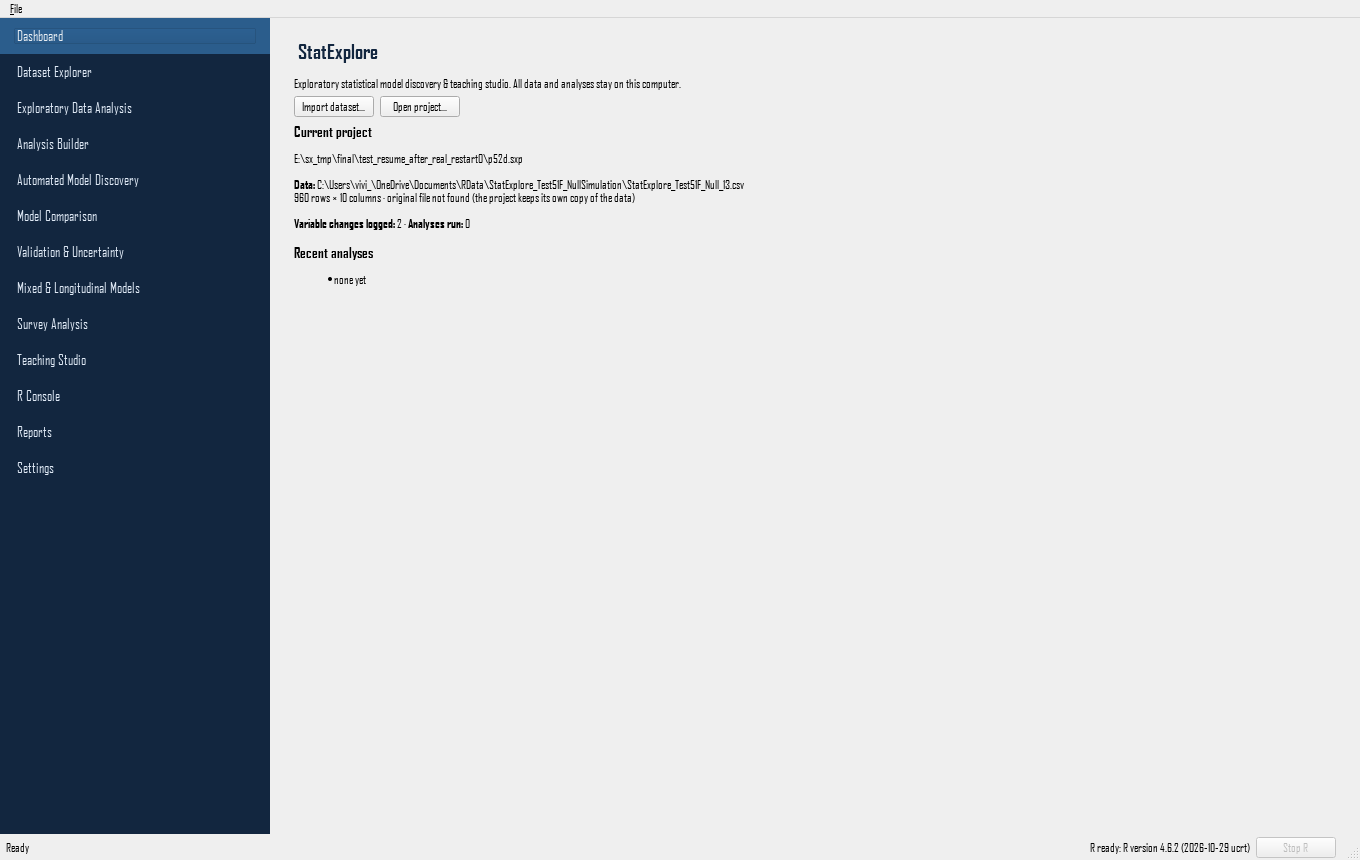 File
Dashboard
Dataset Explorer
Exploratory Data Analysis
Analysis Builder
Automated Model Discovery
Model Comparison
Validation & Uncertainty
Mixed & Longitudinal Models
Survey Analysis
Teaching Studio
R Console
Reports
Settings
StatExplore
Exploratory statistical model discovery & teaching studio. All data and analyses stay on this computer.
Import dataset... Open project...
Current project
E:\sx_tmp\final\test_resume_after_real_restart0\p52d.sxp
Data: C:\Users\vivi_\OneDrive\Documents\RData\StatExplore_Test51F_NullSimulation\StatExplore_Test51F_Null_13.csv
960 rows × 10 columns · original file not found (the project keeps its own copy of the data)
Variable changes logged: 2 · Analyses run: 0
Recent analyses
• none yet
Ready
R ready: R version 4.6.2 (2026-10-29 ucrt) Stop R